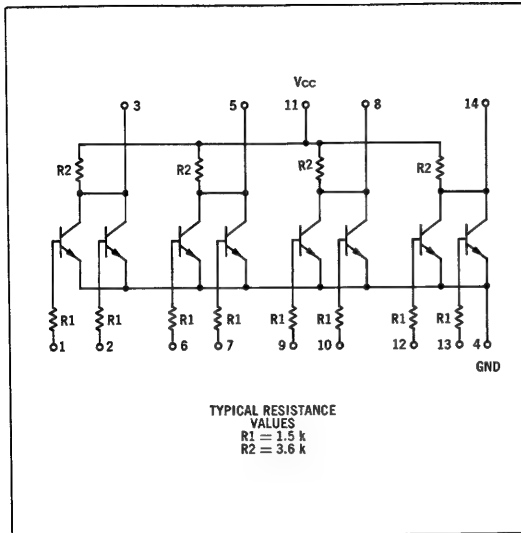 Vcc
3 5 11 8 14
R2 R2 R2 R2
R1 R1 R1 R1 R1 R1 R1 R1
1 2 6 7 9 10 12 13 4
GND
TYPICAL RESISTANCE
VALUES
R1 = 1.5 k
R2 = 3.6 k